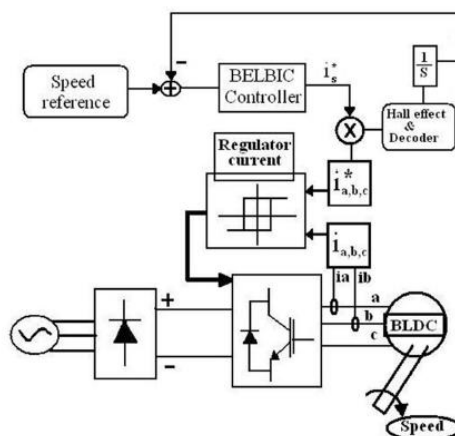 −
Speed
reference
+
BELBIC
Controller
i*s
1
S
X
Hall effect
&
Decoder
Regulator
current
i*a,b,c
ia,b,c
ia ib
+
−
a
b
c
BLDC
Speed